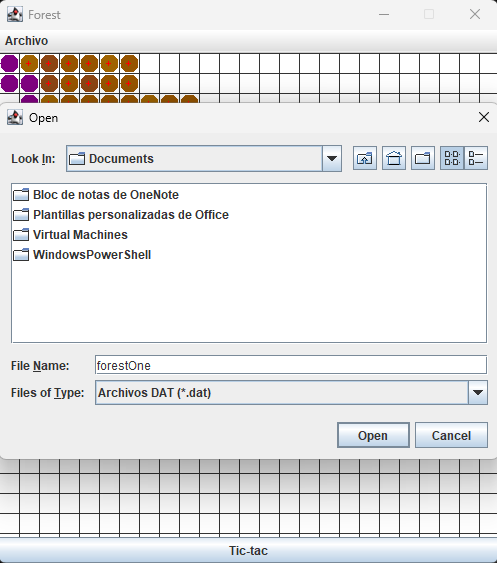 Forest
Archivo
Open
Look In: Documents
Bloc de notas de OneNote
Plantillas personalizadas de Office
Virtual Machines
WindowsPowerShell
File Name: forestOne
Files of Type: Archivos DAT (*.dat)
Open Cancel
Tic-tac